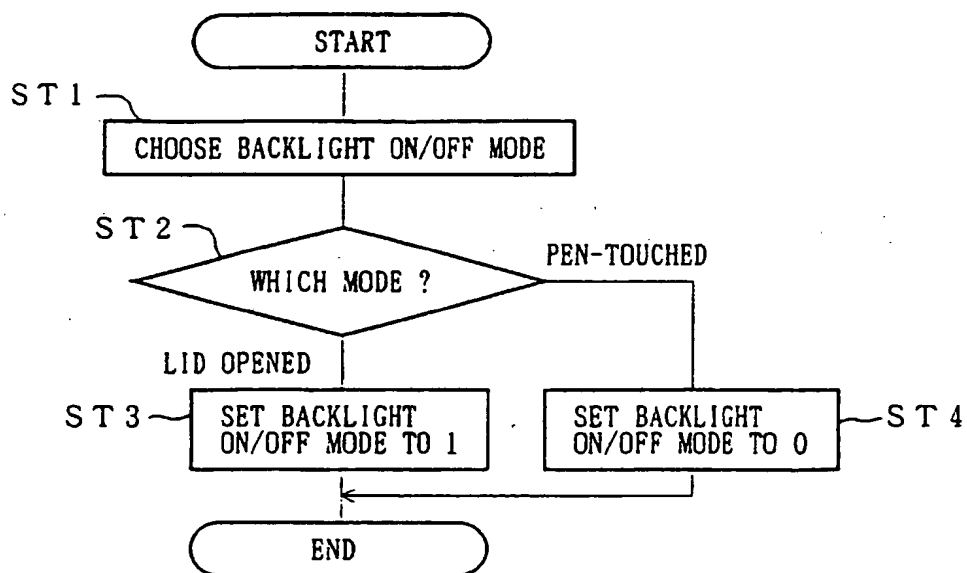 START
ST1
CHOOSE BACKLIGHT ON/OFF MODE
ST2
PEN-TOUCHED
WHICH MODE ?
LID OPENED
ST3
SET BACKLIGHT
ON/OFF MODE TO 1
SET BACKLIGHT
ON/OFF MODE TO 0
ST4
END